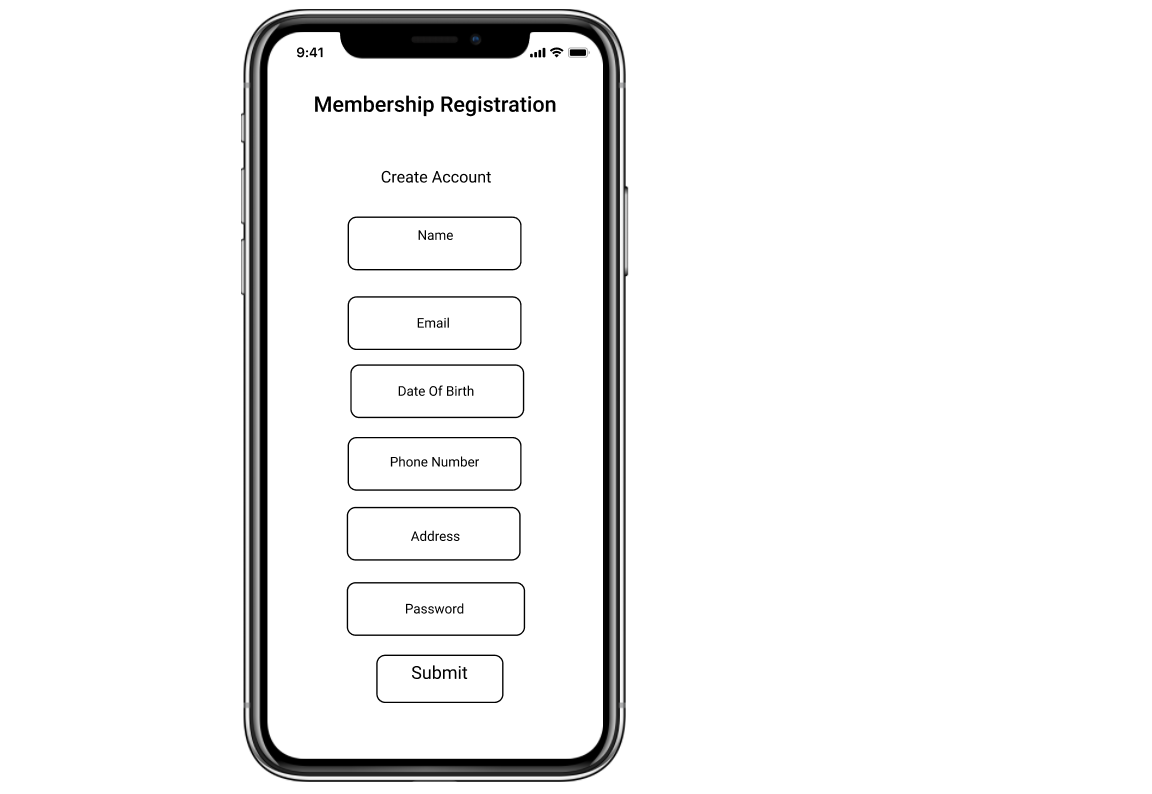 9:41
Membership Registration
Create Account
Name
Email
Date Of Birth
Phone Number
Address
Password
Submit